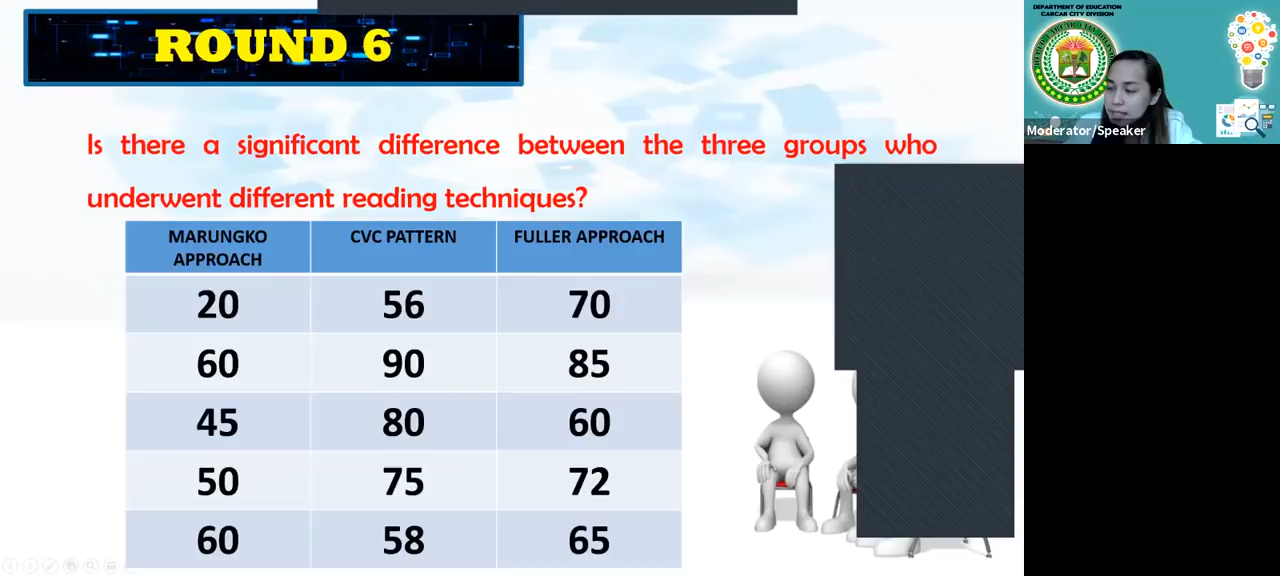 ROUND 6
Is there a significant difference between the three groups who
underwent different reading techniques?
MARUNGKO
APPROACH
CVC PATTERN
FULLER APPROACH
20 56 70
60 90 85
45 80 60
50 75 72
60 58 65
DEPARTMENT OF EDUCATION
CARCAR CITY DIVISION
Moderator/Speaker